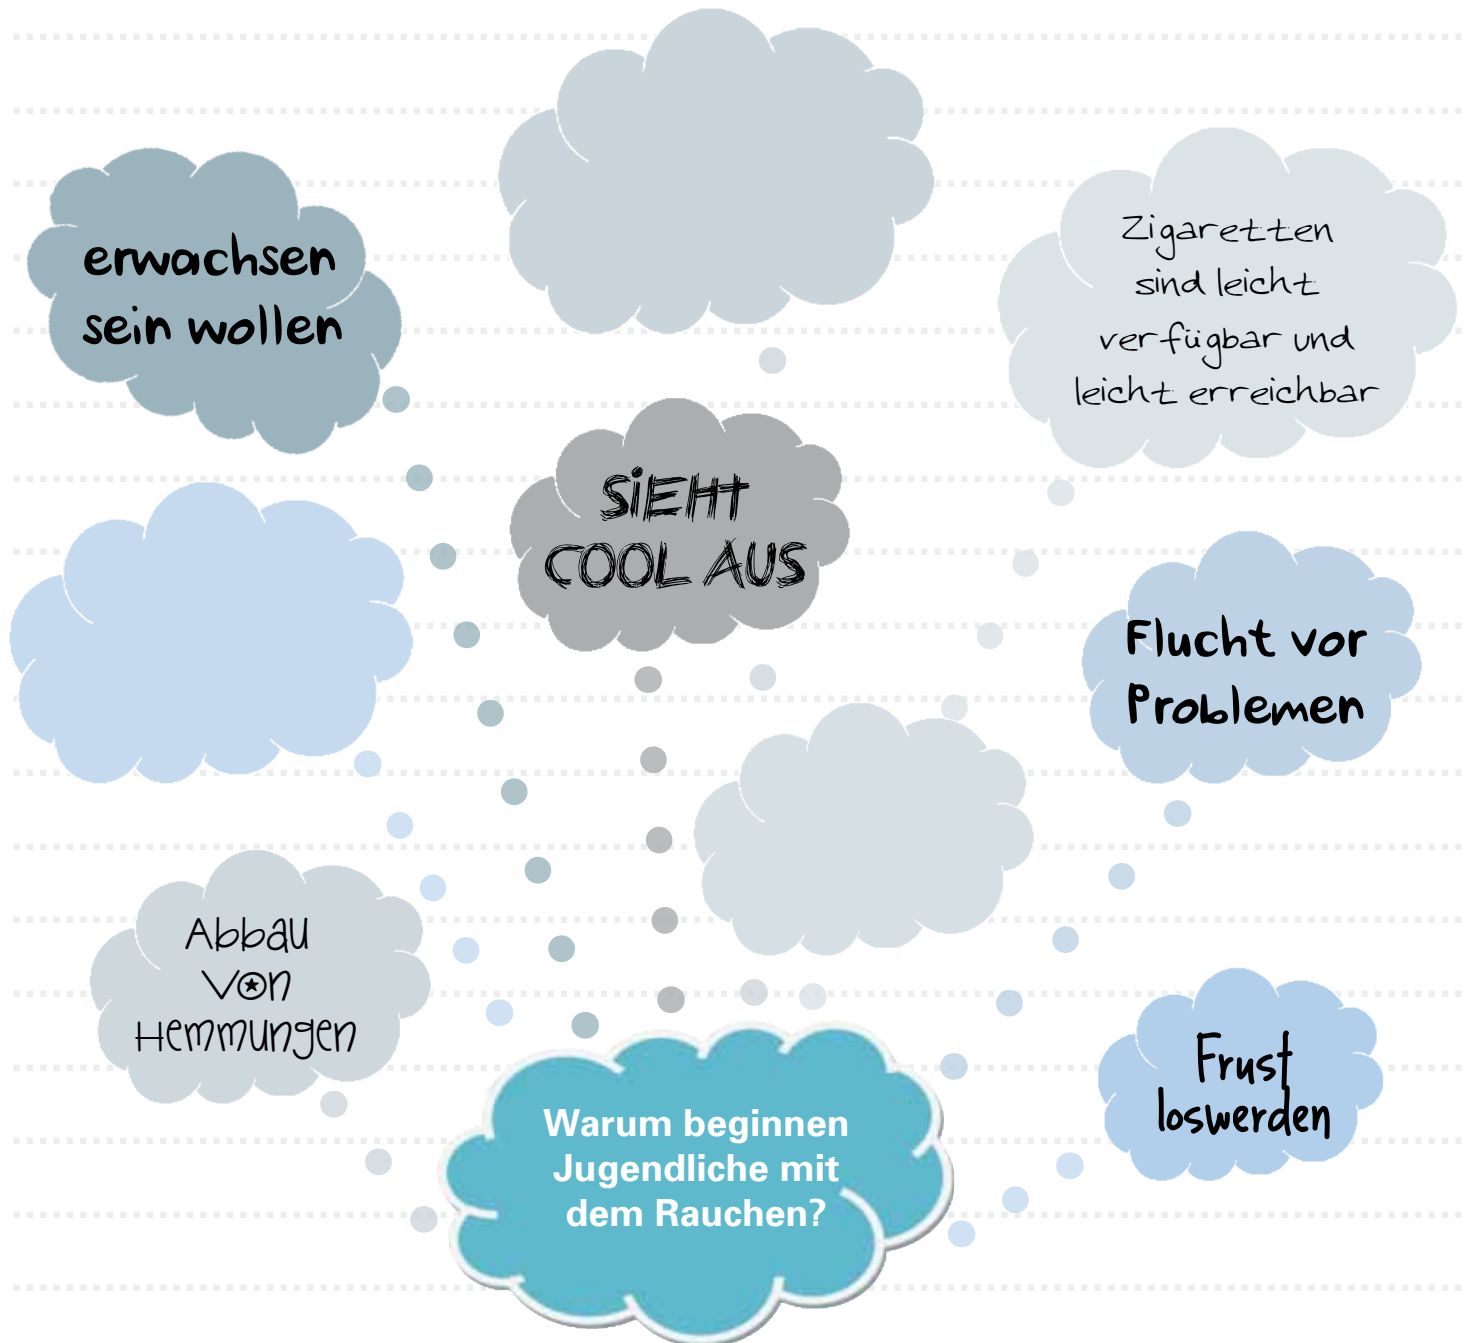 erwachsen
sein wollen
Zigaretten
sind leicht
verfügbar und
leicht erreichbar
SiEHT
COOL AUS
Flucht vor
Problemen
Abbau
von
Hemmungen
Frust
loswerden
Warum beginnen
Jugendliche mit
dem Rauchen?